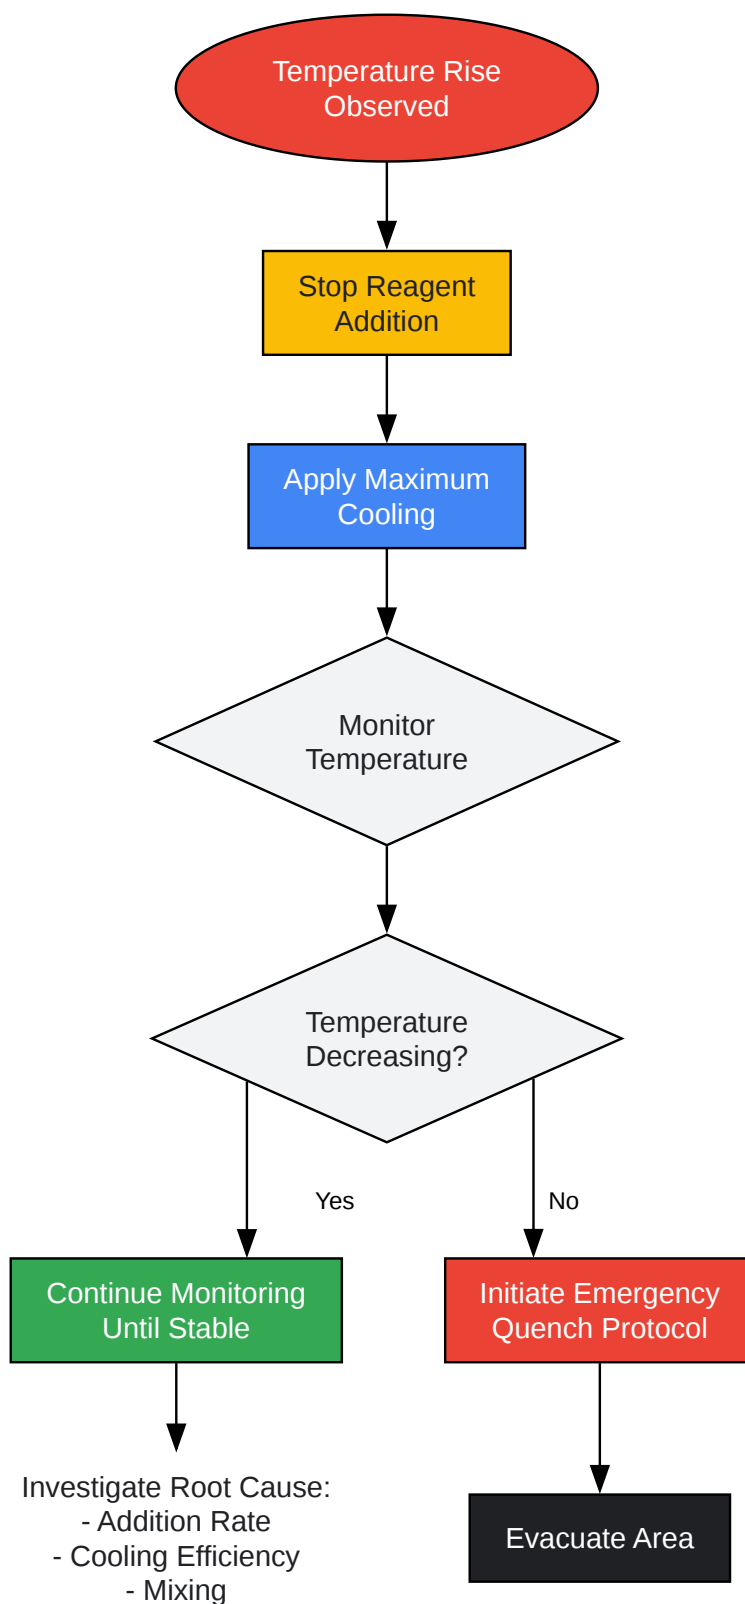 Temperature Rise
Observed
Stop Reagent
Addition
Apply Maximum
Cooling
Monitor
Temperature
Temperature
Decreasing?
Yes
No
Continue Monitoring
Until Stable
Initiate Emergency
Quench Protocol
Investigate Root Cause:
- Addition Rate
- Cooling Efficiency
- Mixing
Evacuate Area